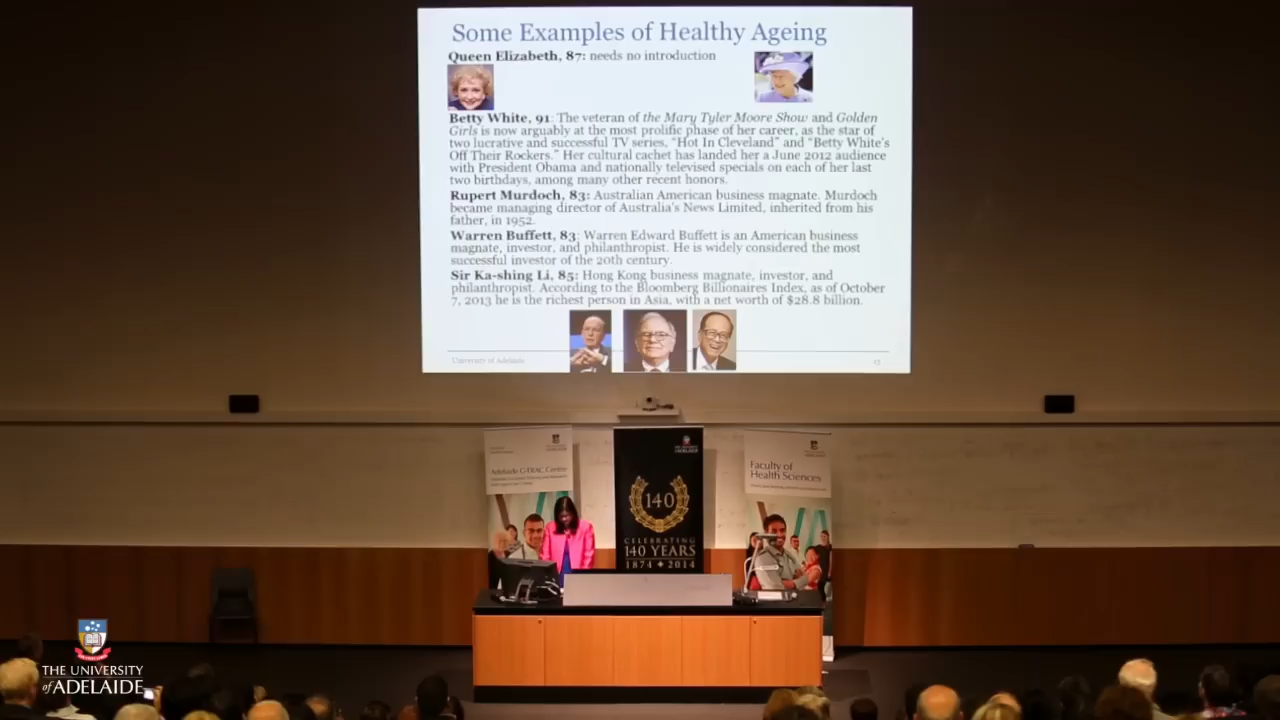 Some Examples of Healthy Ageing
Queen Elizabeth, 87: needs no introduction
Betty White, 91: The veteran of the Mary Tyler Moore Show and Golden
Girls is now arguably at the most prolific phase of her career, as the star of
two lucrative and successful TV series, "Hot In Cleveland" and "Betty White's
Off Their Rockers." Her cultural cachet has landed her a June 2012 audience
with President Obama and nationally televised specials on each of her last
two birthdays, among many other recent honors.
Rupert Murdoch, 83: Australian American business magnate. Murdoch
became managing director of Australia's News Limited, inherited from his
father, in 1952.
Warren Buffett, 83: Warren Edward Buffett is an American business
magnate, investor, and philanthropist. He is widely considered the most
successful investor of the 20th century.
Sir Ka-shing Li, 85: Hong Kong business magnate, investor, and
philanthropist. According to the Bloomberg Billionaires Index, as of October
7, 2013 he is the richest person in Asia, with a net worth of $28.8 billion.
University of Adelaide
Adelaide G-TRAC Centre
140
CELEBRATING
140 YEARS
1874 ✦ 2014
Faculty of
Health Sciences
THE UNIVERSITY
of ADELAIDE